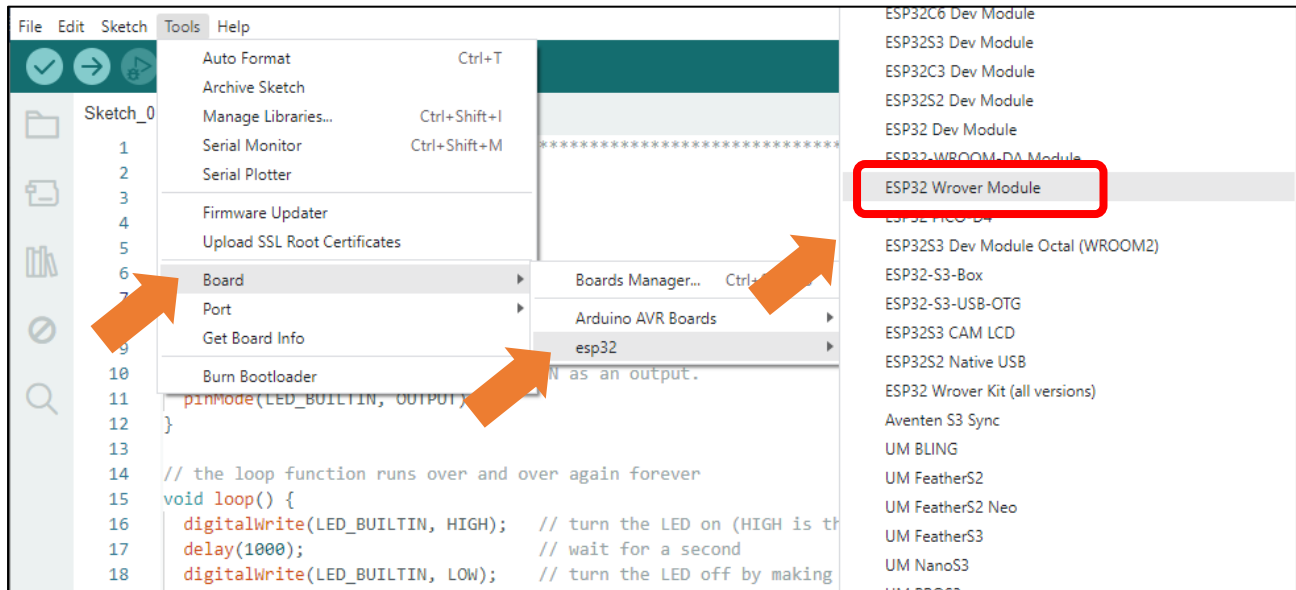 File Edit Sketch Tools Help
Auto Format Ctrl+T
Archive Sketch
Manage Libraries... Ctrl+Shift+I
Serial Monitor Ctrl+Shift+M
Serial Plotter
Firmware Updater
Upload SSL Root Certificates
Board
Port
Get Board Info
Burn Bootloader
Boards Manager...
Arduino AVR Boards
esp32
ESP32C6 Dev Module
ESP32S3 Dev Module
ESP32C3 Dev Module
ESP32S2 Dev Module
ESP32 Dev Module
ESP32-WROOM-DA Module
ESP32 Wrover Module
ESP32 PICO-D4
ESP32S3 Dev Module Octal (WROOM2)
ESP32-S3-Box
ESP32-S3-USB-OTG
ESP32S3 CAM LCD
ESP32S2 Native USB
ESP32 Wrover Kit (all versions)
Aventen S3 Sync
UM BLING
UM FeatherS2
UM FeatherS2 Neo
UM FeatherS3
UM NanoS3
Sketch_0
1 ******************************
2
3
4
5
6
7
9
10 as an output.
11 pinMode(LED_BUILTIN, OUTPUT)
12 }
13
14 // the loop function runs over and over again forever
15 void loop() {
16 digitalWrite(LED_BUILTIN, HIGH); // turn the LED on (HIGH is th
17 delay(1000); // wait for a second
18 digitalWrite(LED_BUILTIN, LOW); // turn the LED off by making